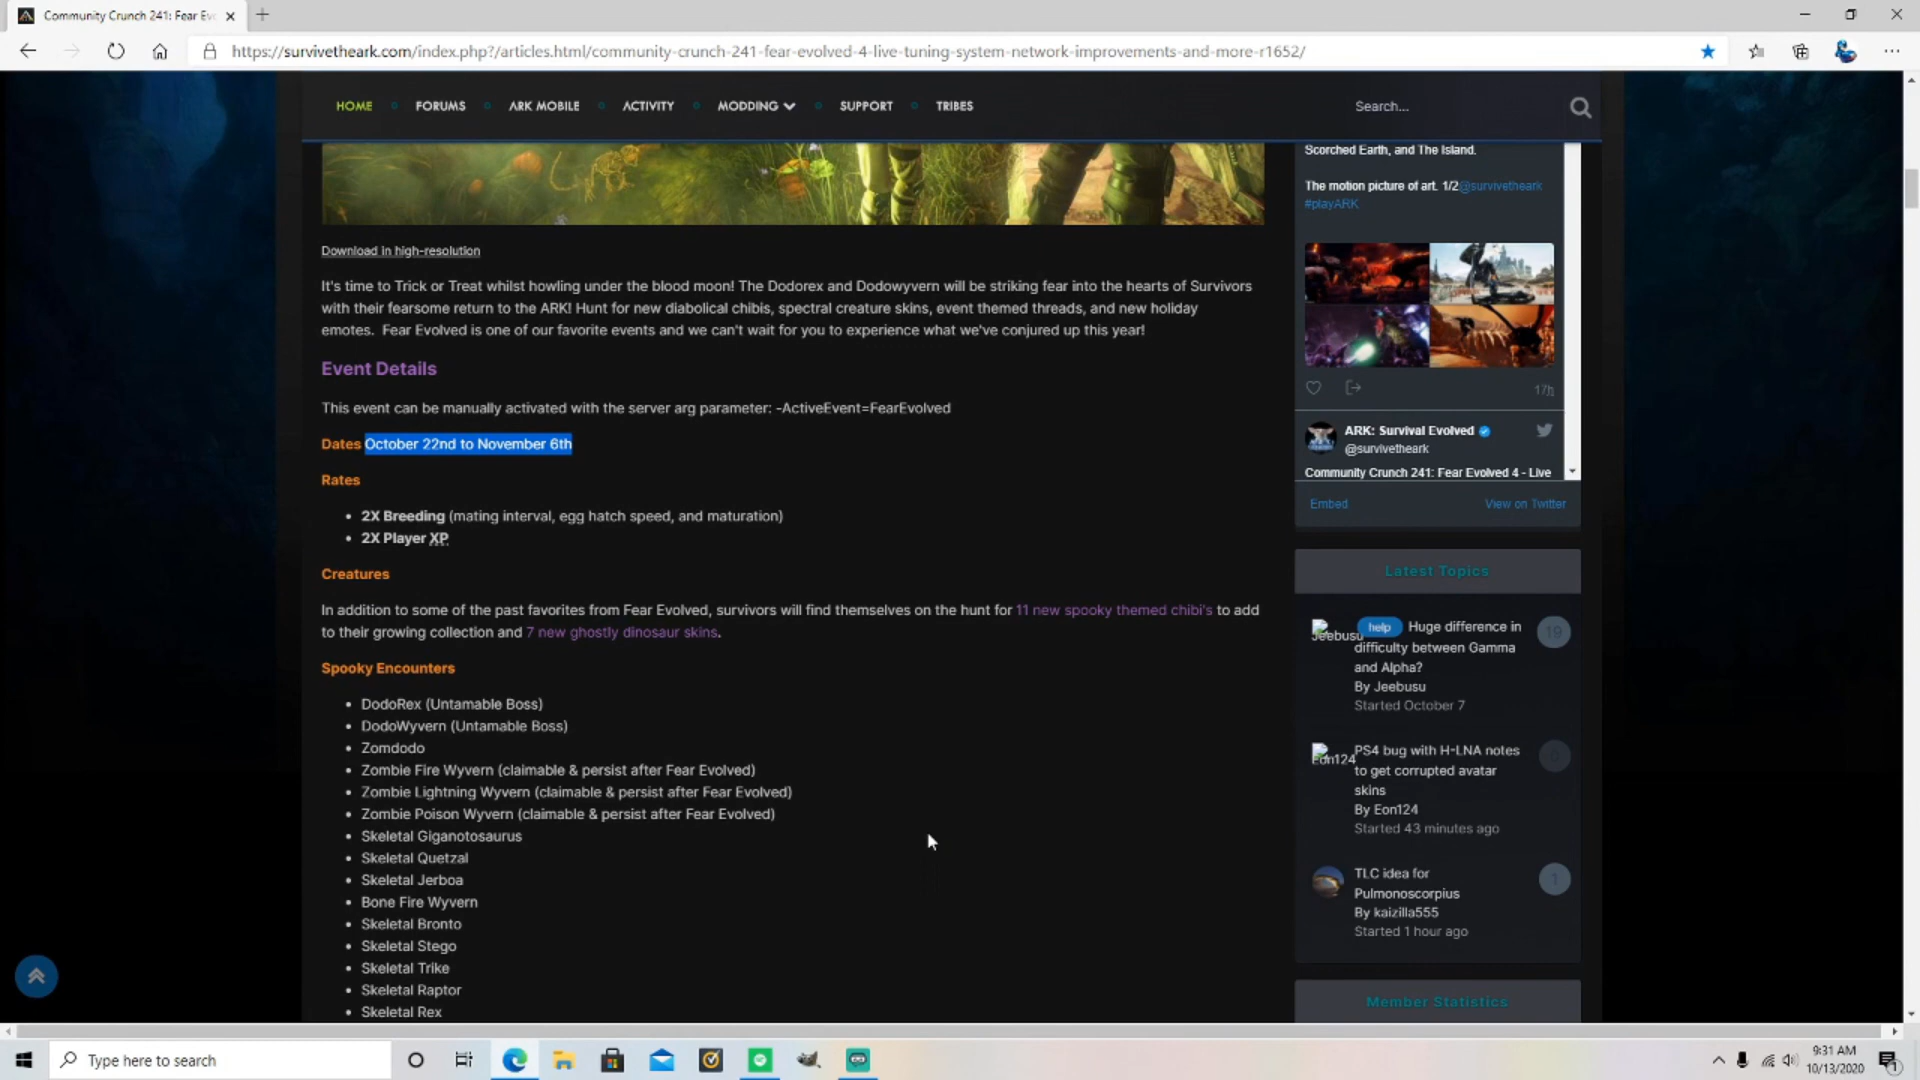 Community Crunch 241: Fear Ev
https://survivetheark.com/index.php?/articles.html/community-crunch-241-fear-evolved-4-live-tuning-system-network-improvements-and-more-r1652/
HOME FORUMS ARK MOBILE ACTIVITY MODDING SUPPORT TRIBES
Search...
Download in high-resolution
It's time to Trick or Treat whilst howling under the blood moon! The Dodorex and Dodowyvern will be striking fear into the hearts of Survivors
with their fearsome return to the ARK! Hunt for new diabolical chibis, spectral creature skins, event themed threads, and new holiday
emotes. Fear Evolved is one of our favorite events and we can't wait for you to experience what we've conjured up this year!
Event Details
This event can be manually activated with the server arg parameter: -ActiveEvent=FearEvolved
Dates October 22nd to November 6th
Rates
• 2X Breeding (mating interval, egg hatch speed, and maturation)
• 2X Player XP
Creatures
In addition to some of the past favorites from Fear Evolved, survivors will find themselves on the hunt for 11 new spooky themed chibi's to add
to their growing collection and 7 new ghostly dinosaur skins.
Spooky Encounters
• DodoRex (Untamable Boss)
• DodoWyvern (Untamable Boss)
• Zomdodo
• Zombie Fire Wyvern (claimable & persist after Fear Evolved)
• Zombie Lightning Wyvern (claimable & persist after Fear Evolved)
• Zombie Poison Wyvern (claimable & persist after Fear Evolved)
• Skeletal Giganotosaurus
• Skeletal Quetzal
• Skeletal Jerboa
• Bone Fire Wyvern
• Skeletal Bronto
• Skeletal Stego
• Skeletal Trike
• Skeletal Raptor
• Skeletal Rex
Scorched Earth, and The Island.
The motion picture of art. 1/2@survivetheark
#playARK
17h
ARK: Survival Evolved
@survivetheark
Community Crunch 241: Fear Evolved 4 - Live
Embed View on Twitter
Latest Topics
Jeebusu
help Huge difference in
difficulty between Gamma
and Alpha?
By Jeebusu
Started October 7
19
Eon124
PS4 bug with H-LNA notes
to get corrupted avatar
skins
By Eon124
Started 43 minutes ago
TLC idea for
Pulmonoscorpius
By kaizilla555
Started 1 hour ago
1
Member Statistics
Type here to search
9:31 AM
10/13/2020
1